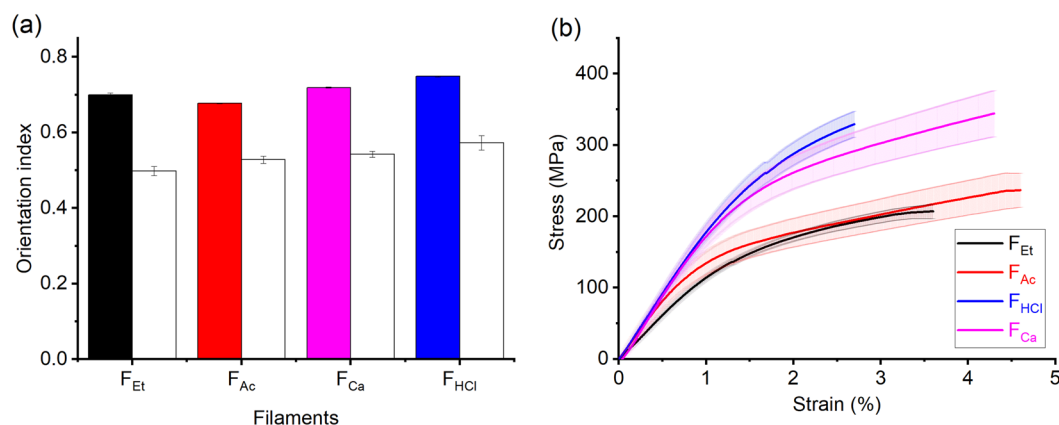 (a)
Orientation index
0.8
0.6
0.4
0.2
0.0
F_Et F_Ac F_Ca F_HCl
Filaments
(b)
Stress (MPa)
400
300
200
100
0
0 1 2 3 4 5
Strain (%)
F_Et
F_Ac
F_HCl
F_Ca